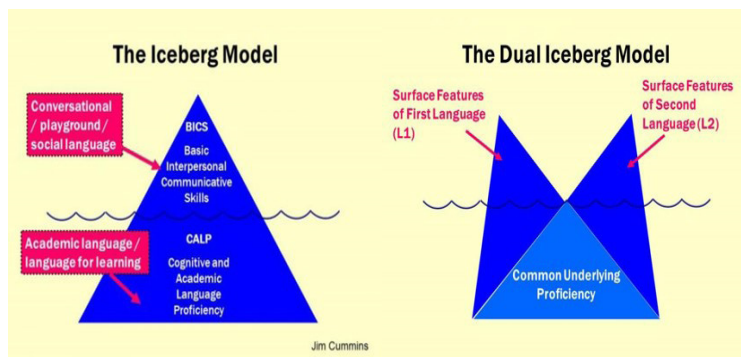 The Iceberg Model
Conversational
/ playground/
social language
BICS
Basic
Interpersonal
Communicative
Skills
Academic language/
language for learning
CALP
Cognitive and
Academic
Language
Proficiency
Jim Cummins
The Dual Iceberg Model
Surface Features
of First Language
(L1)
Surface Features
of Second
Language (L2)
Common Underlying
Proficiency